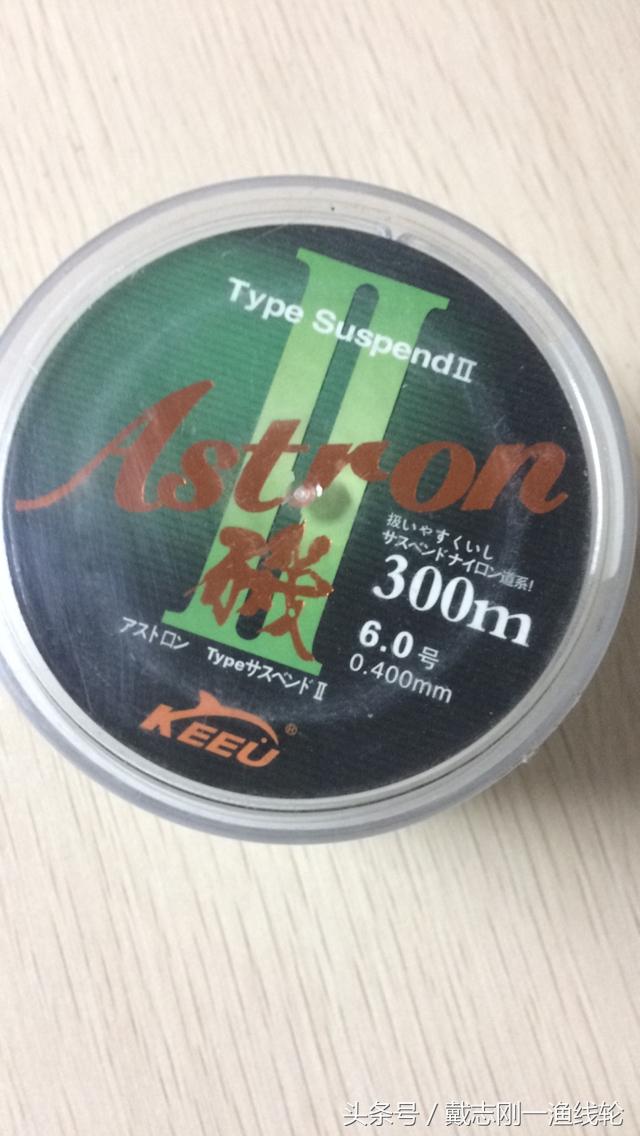 Type SuspendⅡ
Ⅱ
Astron
磯
扱いやすくいし
サスペンドナイロン道系!
300m
6.0号
0.400mm
アストロン TypeサスペンドⅡ
KEEU®
头条号 / 戴志刚一渔线轮